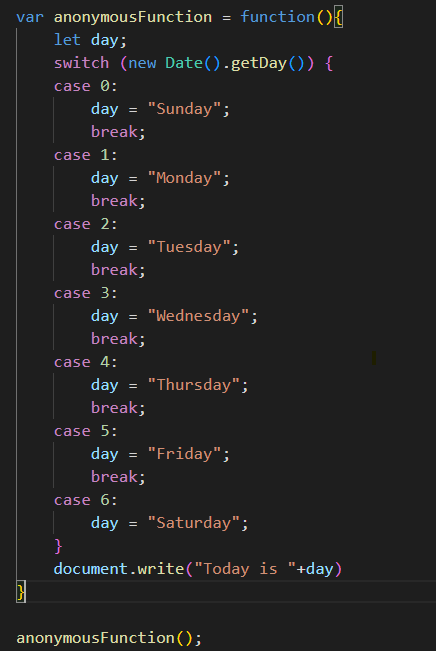 var anonymousFunction = function(){
    let day;
    switch (new Date().getDay()) {
    case 0:
        day = "Sunday";
        break;
    case 1:
        day = "Monday";
        break;
    case 2:
        day = "Tuesday";
        break;
    case 3:
        day = "Wednesday";
        break;
    case 4:
        day = "Thursday";
        break;
    case 5:
        day = "Friday";
        break;
    case 6:
        day = "Saturday";
    }
    document.write("Today is "+day)
}
anonymousFunction();